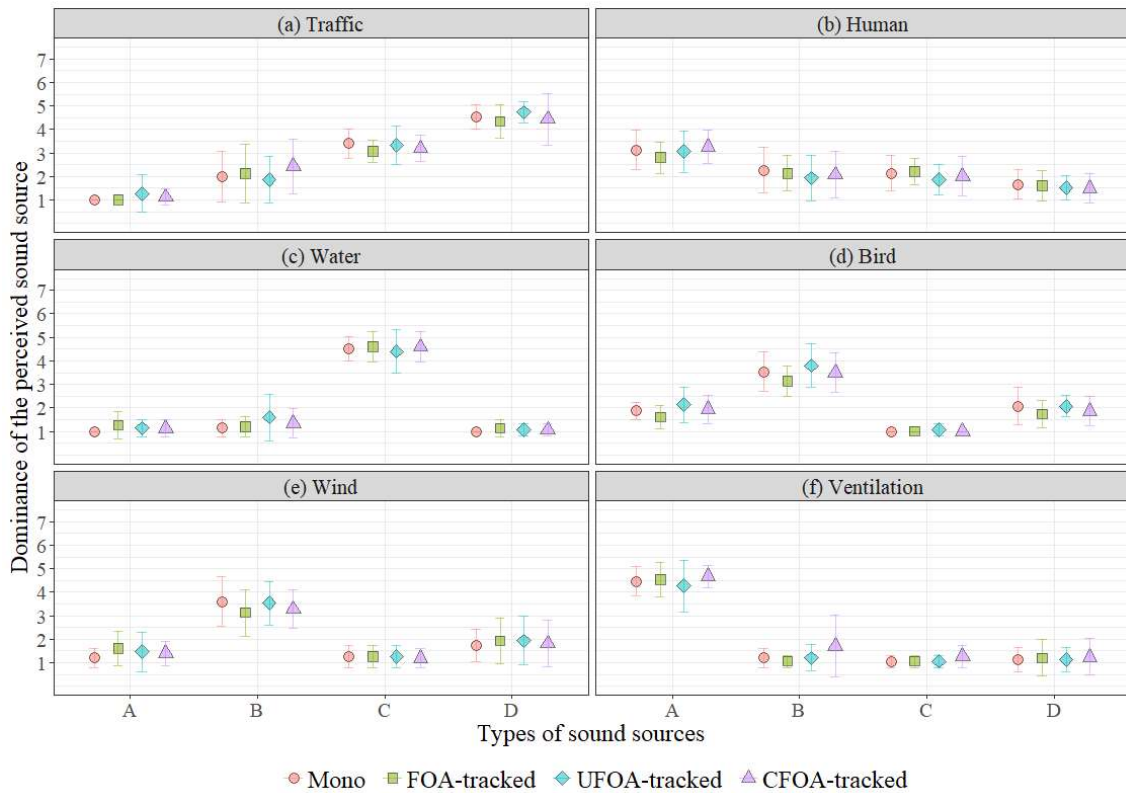 (a) Traffic
(b) Human
7
6
5
4
3
2
1
(c) Water
(d) Bird
7
6
5
4
3
2
1
(e) Wind
(f) Ventilation
7
6
5
4
3
2
1
Dominance of the perceived sound source
A B C D A B C D
Types of sound sources
Mono FOA-tracked UFOA-tracked CFOA-tracked